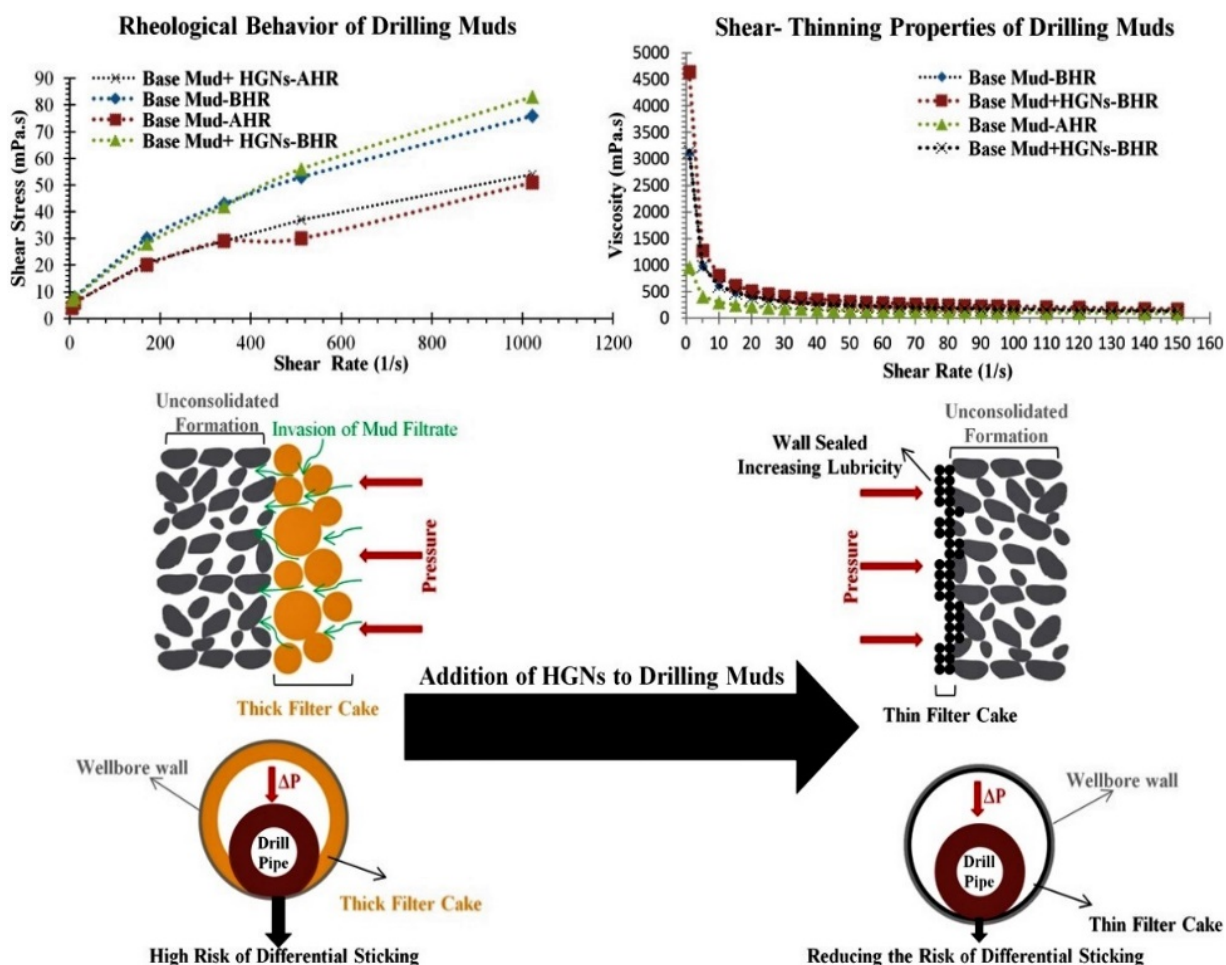 Rheological Behavior of Drilling Muds
90
80
70
60
50
40
30
20
10
0
Shear Stress (mPa.s)
Base Mud+ HGNs-AHR
Base Mud-BHR
Base Mud-AHR
Base Mud+ HGNs-BHR
0
200
400
600
800
1000
1200
Shear Rate (1/s)
Shear- Thinning Properties of Drilling Muds
5000
4500
4000
3500
3000
2500
2000
1500
1000
500
0
Viscosity (mPa.s)
Base Mud-BHR
Base Mud+HGNs-BHR
Base Mud-AHR
Base Mud+HGNs-BHR
0
10
20
30
40
50
60
70
80
90
100
110
120
130
140
150
160
Shear Rate (1/s)
Unconsolidated
Formation
Invasion of Mud Filtrate
Pressure
Thick Filter Cake
Wall Sealed
Increasing Lubricity
Unconsolidated
Formation
Pressure
Thin Filter Cake
Addition of HGNs to Drilling Muds
Wellbore wall
ΔP
Drill
Pipe
Thick Filter Cake
High Risk of Differential Sticking
Wellbore wall
ΔP
Drill
Pipe
Thin Filter Cake
Reducing the Risk of Differential Sticking